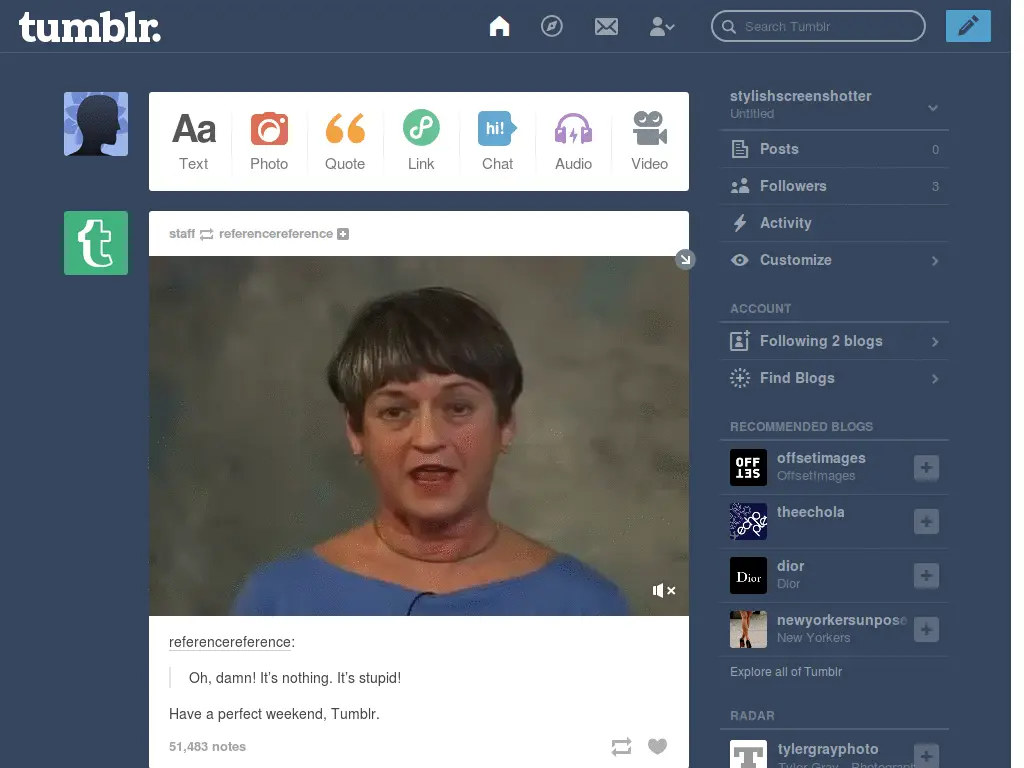 tumblr.
Search Tumblr
Aa
Text
Photo
Quote
Link
hi!
Chat
Audio
Video
t
staff referencereference
referencereference:
Oh, damn! It's nothing. It's stupid!
Have a perfect weekend, Tumblr.
51,483 notes
stylishscreenshotter
Untitled
Posts 0
Followers 3
Activity
Customize
ACCOUNT
Following 2 blogs
Find Blogs
RECOMMENDED BLOGS
OFF
SET
offsetimages
OffsetImages
theechola
Dior
dior
Dior
newyorkersunpose
New Yorkers
Explore all of Tumblr
RADAR
T
tylergrayphoto
Tyler Gray - Photograph